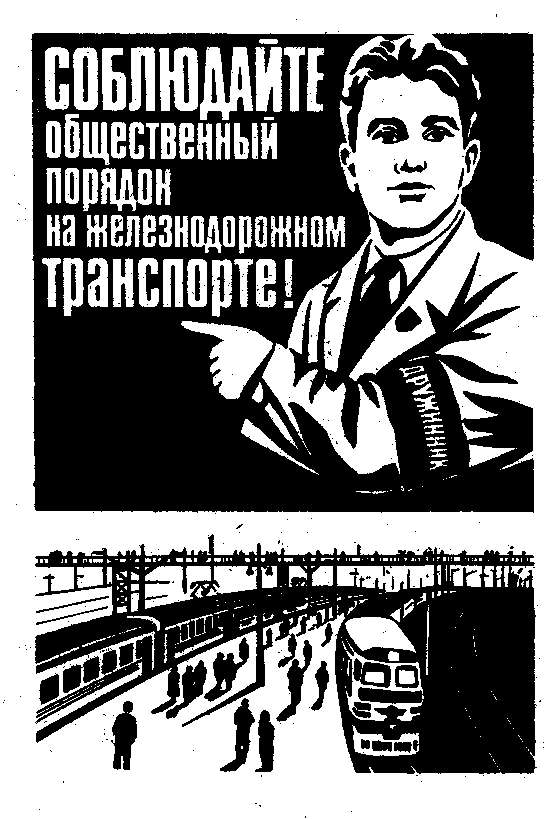 СОБЛЮДАЙТЕ
общественный
порядок
на железнодорожном
транспорте!
ДРУЖИННИК